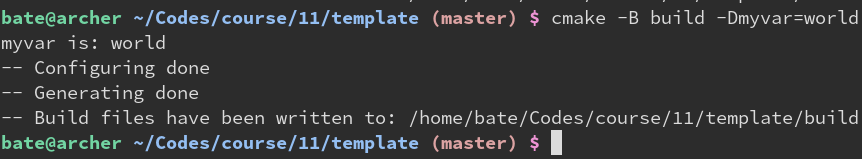 bate@archer ~/Codes/course/11/template (master) $ cmake -B build -Dmyvar=world
myvar is: world
-- Configuring done
-- Generating done
-- Build files have been written to: /home/bate/Codes/course/11/template/build
bate@archer ~/Codes/course/11/template (master) $